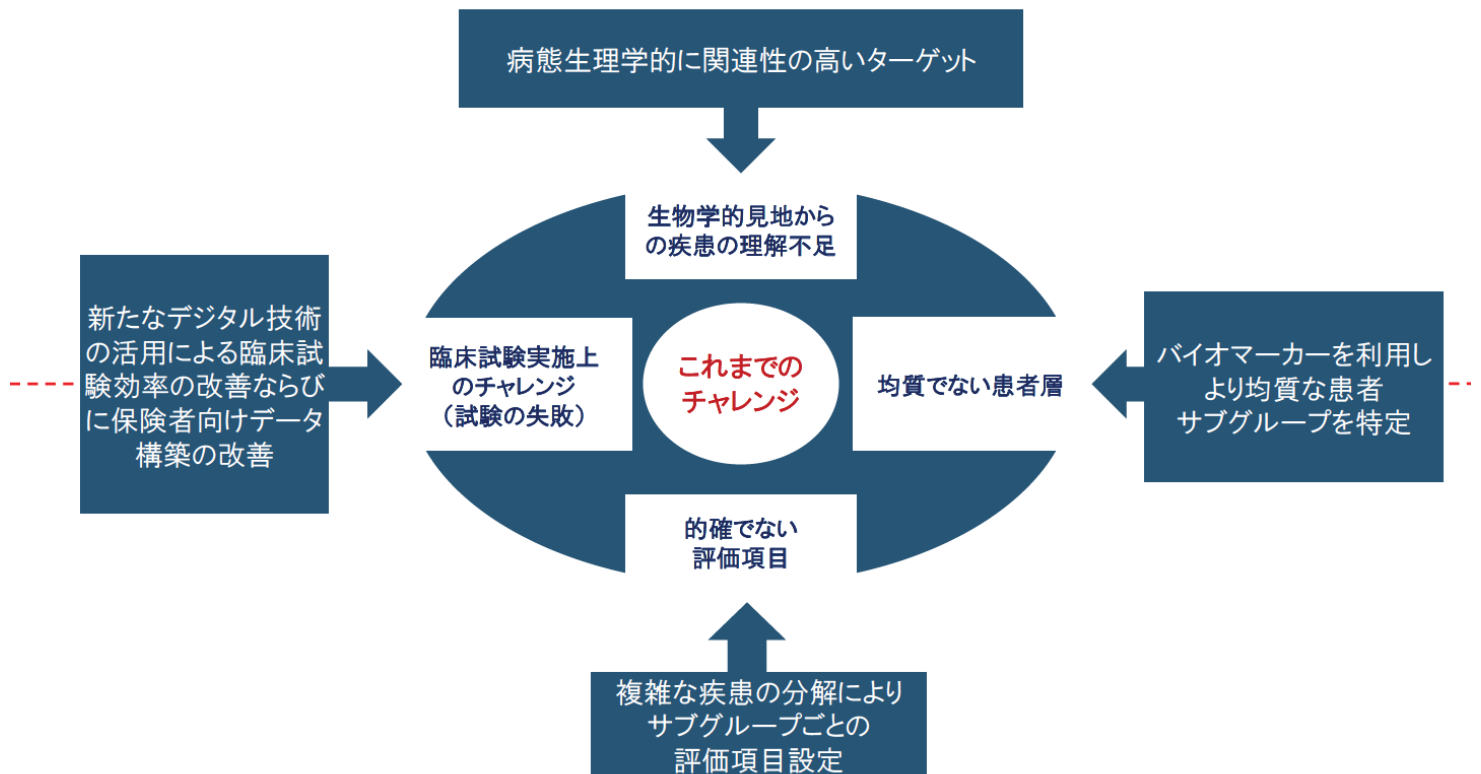 病態生理学的に関連性の高いターゲット
生物学的見地から
の疾患の理解不足
新たなデジタル技術
の活用による臨床試
験効率の改善ならび
に保険者向けデータ
構築の改善
臨床試験実施上
のチャレンジ
（試験の失敗）
これまでの
チャレンジ
均質でない患者層
バイオマーカーを利用し
より均質な患者
サブグループを特定
的確でない
評価項目
複雑な疾患の分解により
サブグループごとの
評価項目設定